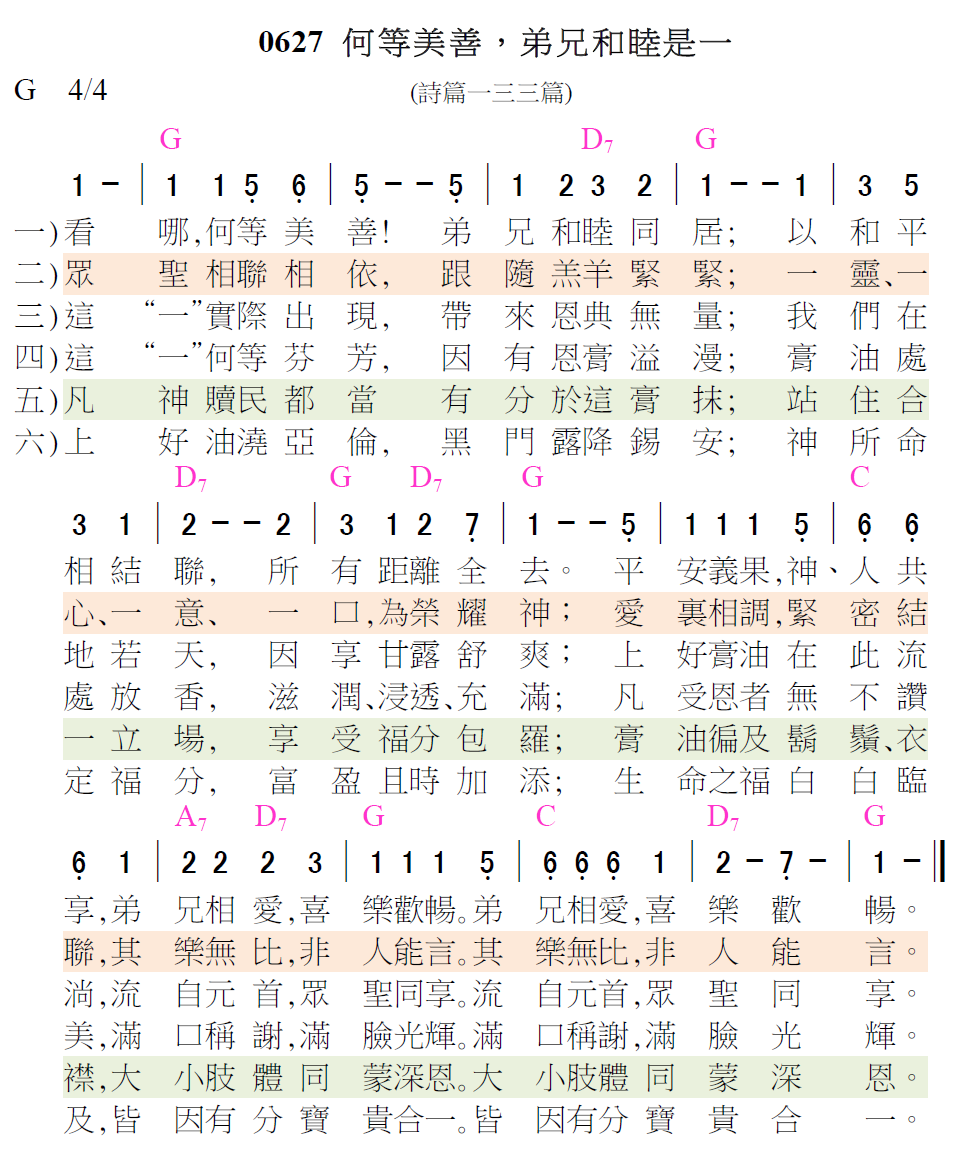 0627 何等美善，弟兄和睦是一
G 4/4 (詩篇一三三篇)
G D7 G
1 – | 1 1 5̣ 6̣ | 5̣ – – 5̣ | 1 2 3 2 | 1 – – 1 | 3 5
一)看 哪,何等 美 善! 弟 兄 和睦 同 居; 以 和 平
二)眾 聖 相聯 相 依, 跟 隨 羔羊 緊 緊; 一 靈、一
三)這 “一”實際 出 現, 帶 來 恩典 無 量; 我 們 在
四)這 “一”何等 芬 芳, 因 有 恩膏 溢 漫; 膏 油 處
五)凡 神 贖民 都 當 有 分 於這 膏 抹; 站 住 合
六)上 好 油澆 亞 倫, 黑 門 露降 錫 安; 神 所 命
D7 G D7 G C
3 1 | 2 – – 2 | 3 1 2 7̣ | 1 – – 5̣ | 1 1 1 5̣ | 6̣ 6̣
相 結 聯, 所 有 距離 全 去。 平 安義果,神、人 共
心、一 意、 一 口,為榮 耀 神； 愛 裏相調,緊 密 結
地 若 天, 因 享 甘露 舒 爽； 上 好膏油 在 此 流
處 放 香, 滋 潤、浸透、充 滿; 凡 受恩者 無 不 讚
一 立 場, 享 受 福分 包 羅; 膏 油徧及 鬍 鬚、衣
定 福 分, 富 盈 且時 加 添; 生 命之福 白 白 臨
A7 D7 G C D7 G
6̣ 1 | 2 2 2 3 | 1 1 1 5̣ | 6̣ 6̣ 6̣ 1 | 2 – 7̣ – | 1 – ‖
享,弟 兄相 愛,喜 樂歡暢。弟 兄相愛,喜 樂 歡 暢。
聯,其 樂無 比,非 人能言。其 樂無比,非 人 能 言。
淌,流 自元 首,眾 聖同享。流 自元首,眾 聖 同 享。
美,滿 口稱 謝,滿 臉光輝。滿 口稱謝,滿 臉 光 輝。
襟,大 小肢 體 同 蒙深恩。大 小肢體 同 蒙 深 恩。
及,皆 因有 分 寶 貴合一。皆 因有分 寶 貴 合 一。